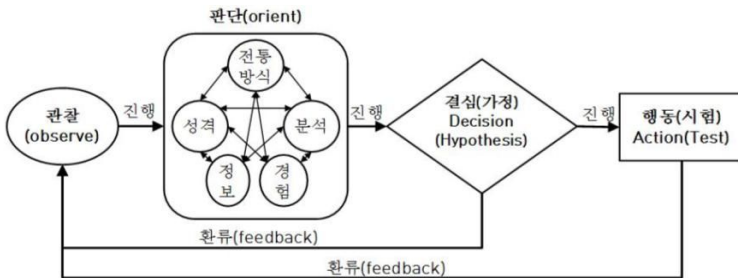 판단(orient)
관찰
(observe)
진행
전통
방식
성격
분석
정
보
경
험
진행
결심(가정)
Decision
(Hypothesis)
진행
행동(시험)
Action(Test)
환류(feedback)
환류(feedback)